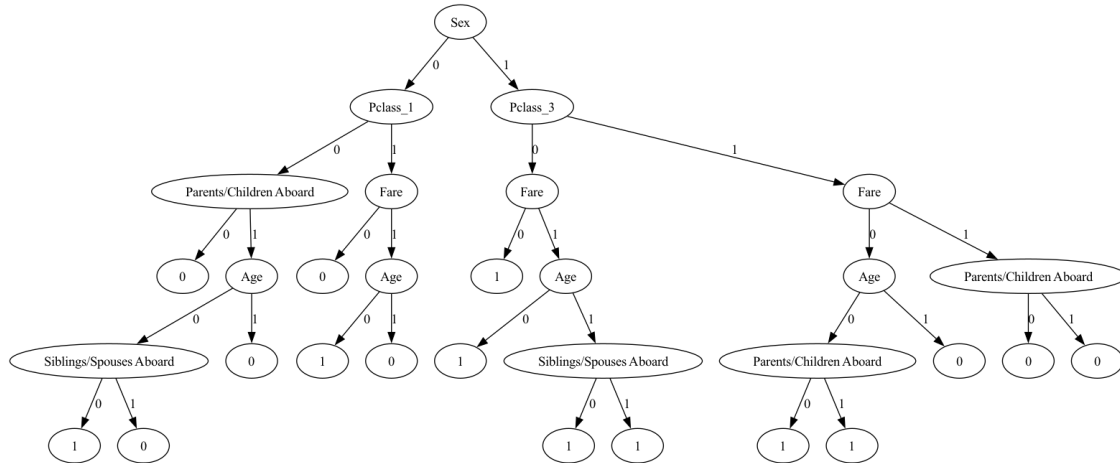 Sex
0 1
Pclass_1 Pclass_3
0 1 0 1
Parents/Children Aboard Fare Fare Fare
0 1 0 1 0 1 0 1
0 Age 0 Age 1 Age Age Parents/Children Aboard
0 1 0 1 0 1 0 1 0 1
Siblings/Spouses Aboard 0 1 0 1 Siblings/Spouses Aboard Parents/Children Aboard 0 0 0
0 1 0 1 0 1
1 0 1 1 1 1